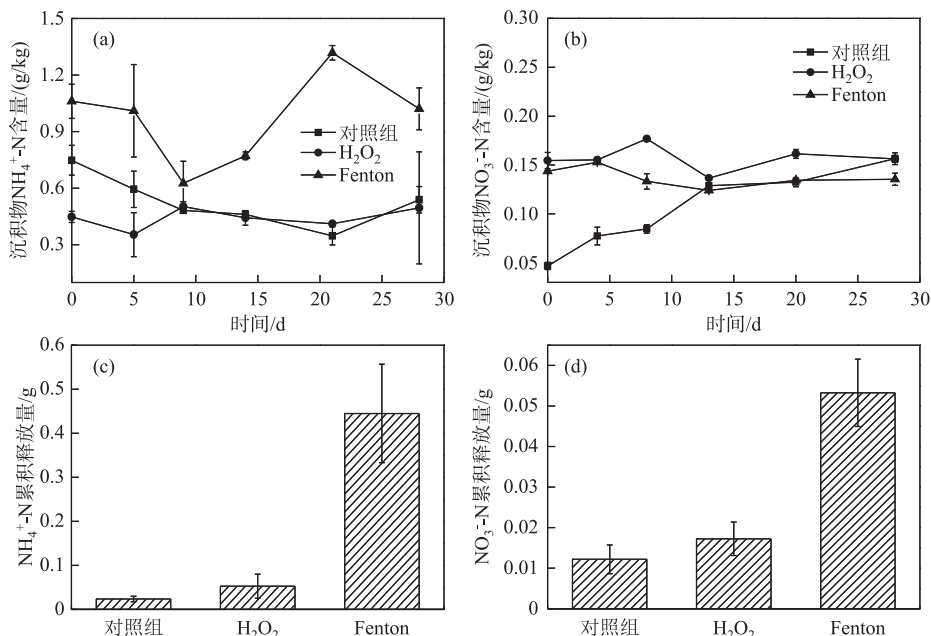 (a)
沉积物NH₄⁺-N含量/(g/kg)
1.5
1.2
0.9
0.6
0.3
对照组
H₂O₂
Fenton
0 5 10 15 20 25 30
时间/d
(b)
沉积物NO₃⁻-N含量/(g/kg)
0.30
0.25
0.20
0.15
0.10
0.05
对照组
H₂O₂
Fenton
0 5 10 15 20 25 30
时间/d
(c)
NH₄⁺-N累积释放量/g
0.6
0.5
0.4
0.3
0.2
0.1
0
对照组 H₂O₂ Fenton
(d)
NO₃⁻-N累积释放量/g
0.06
0.05
0.04
0.03
0.02
0.01
0
对照组 H₂O₂ Fenton